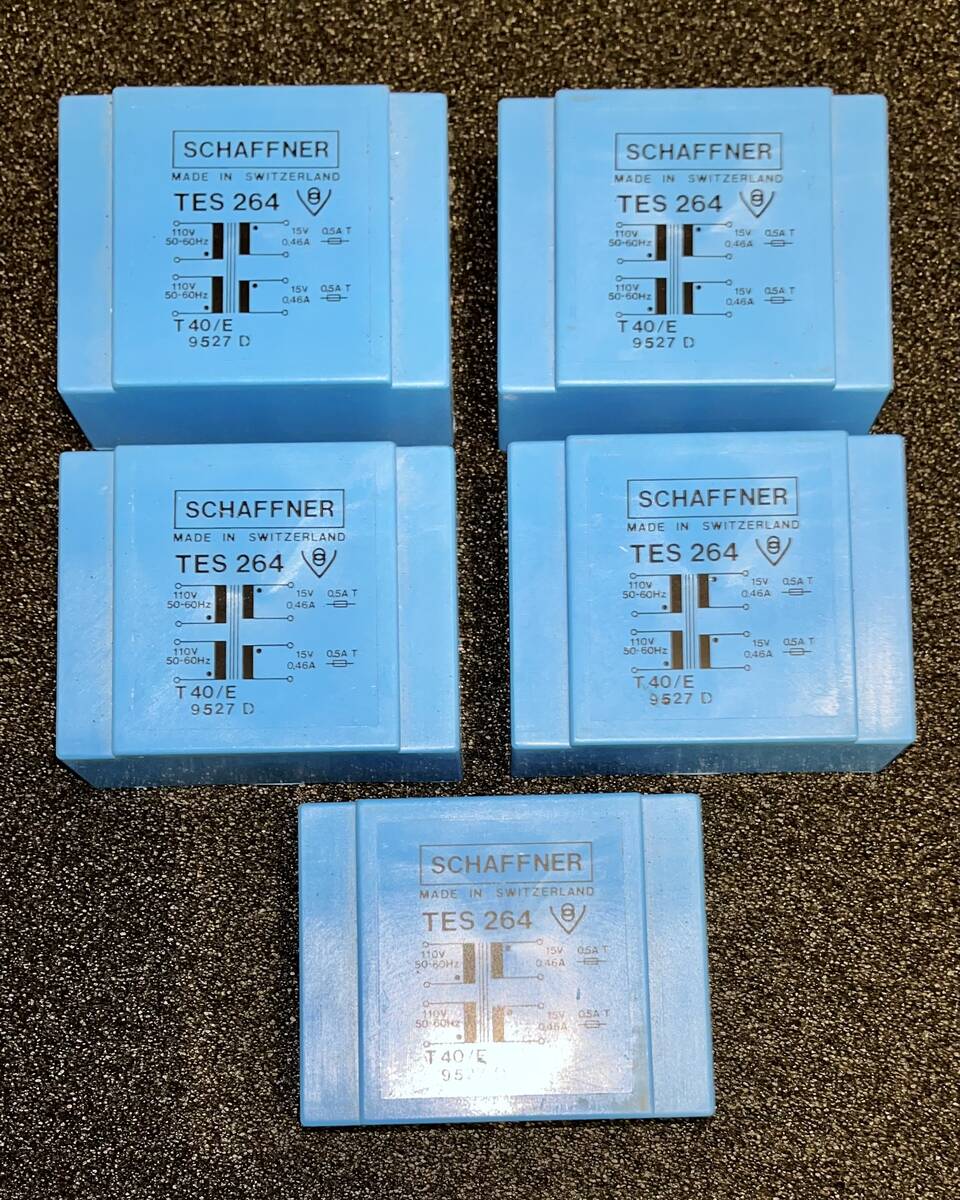 SCHAFFNER
MADE IN SWITZERLAND
TES 264
110V 15V 0,5A T
50-60Hz 0,46A
110V 15V 0,5A T
50-60Hz 0,46A
T 40/E
9527 D
SCHAFFNER
MADE IN SWITZERLAND
TES 264
110V 15V 0,5A T
50-60Hz 0,46A
110V 15V 0,5A T
50-60Hz 0,46A
T 40/E
9527 D
SCHAFFNER
MADE IN SWITZERLAND
TES 264
110V 15V 0,5A T
50-60Hz 0,46A
110V 15V 0,5A T
50-60Hz 0,46A
T 40/E
9527 D
SCHAFFNER
MADE IN SWITZERLAND
TES 264
110V 15V 0,5A T
50-60Hz 0,46A
110V 15V 0,5A T
50-60Hz 0,46A
T 40/E
9527 D
SCHAFFNER
MADE IN SWITZERLAND
TES 264
110V 15V 0,5A T
50-60Hz 0,46A
110V 15V 0,5A T
50-60Hz 0,46A
T 40/E